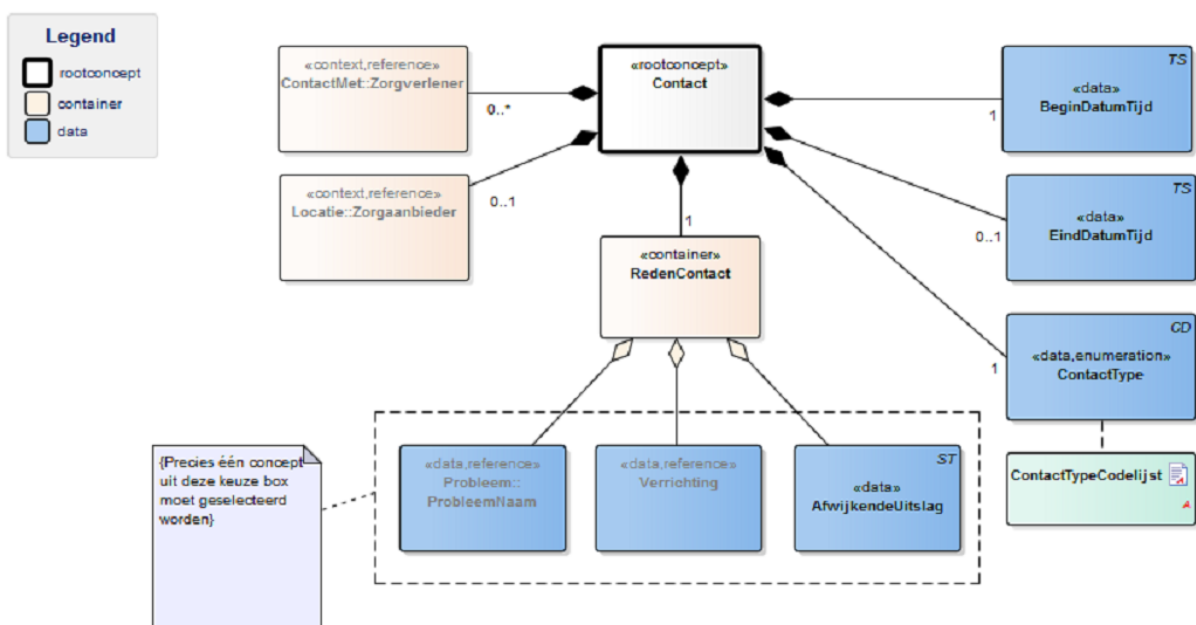 Legend
rootconcept
container
data
«context,reference»
ContactMet::Zorgverlener
0..*
«rootconcept»
Contact
TS
«data»
BeginDatumTijd
1
«context,reference»
Locatie::Zorgaanbieder
0..1
TS
«data»
EindDatumTijd
0..1
1
«container»
RedenContact
CD
«data,enumeration»
ContactType
1
{Precies één concept
uit deze keuze box
moet geselecteerd
worden}
«data,reference»
Probleem::
ProbleemNaam
«data,reference»
Verrichting
ST
«data»
AfwijkendeUitslag
ContactTypeCodelijst
A